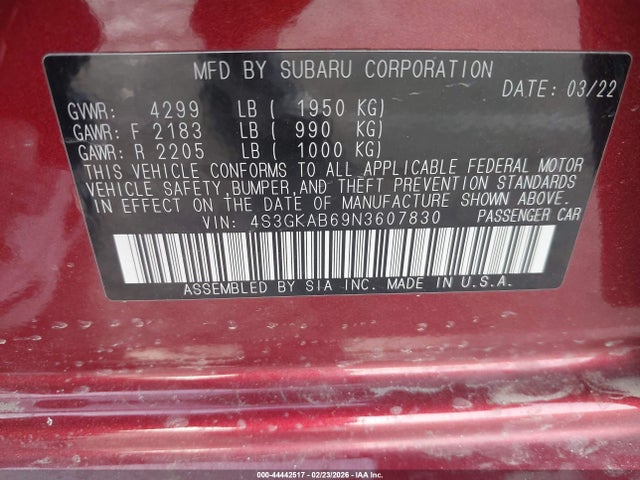 MFD BY SUBARU CORPORATION
DATE: 03/22
GVWR: 4299 LB ( 1950 KG)
GAWR: F 2183 LB ( 990 KG)
GAWR: R 2205 LB ( 1000 KG)
THIS VEHICLE CONFORMS TO ALL APPLICABLE FEDERAL MOTOR
VEHICLE SAFETY,BUMPER,AND THEFT PREVENTION STANDARDS
IN EFFECT ON THE DATE OF MANUFACTURE SHOWN ABOVE.
VIN: 4S3GKAB69N3607830 PASSENGER CAR
ASSEMBLED BY SIA INC. MADE IN U.S.A.
000-44442517 - 02/23/2026 - IAAI.COM